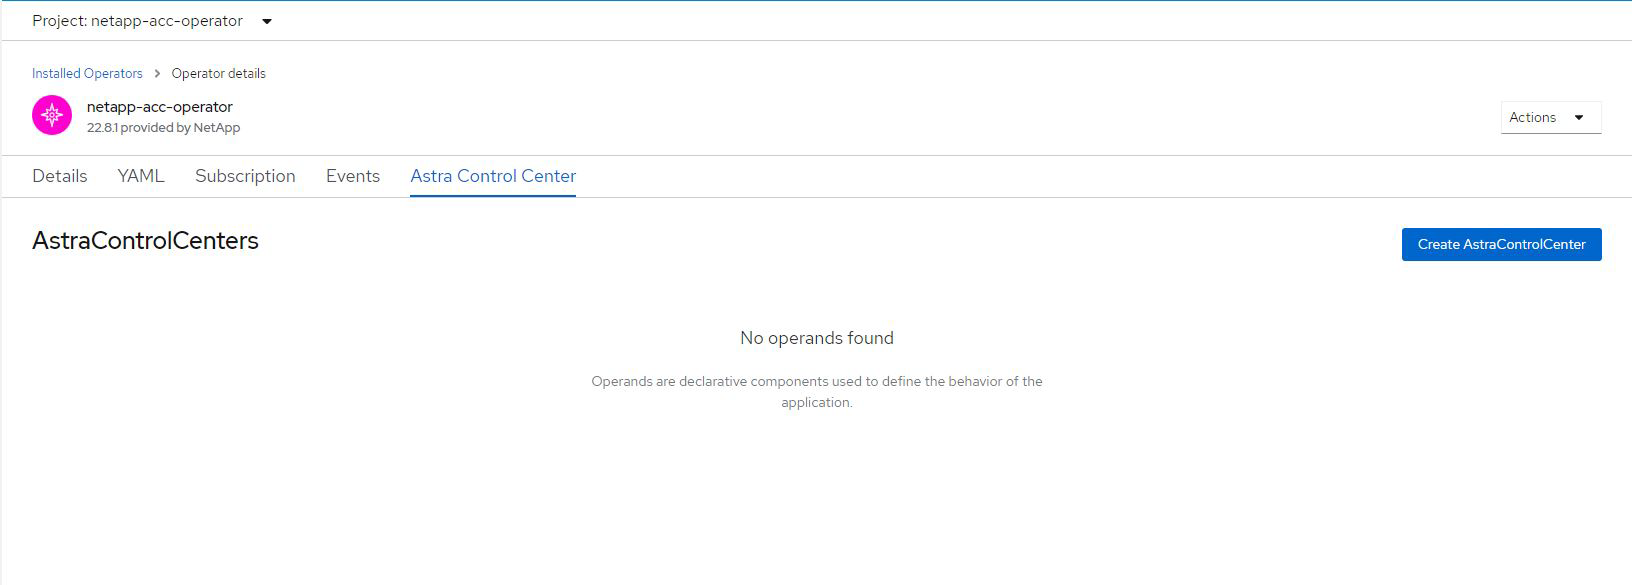 Project: netapp-acc-operator
Installed Operators > Operator details
netapp-acc-operator
22.8.1 provided by NetApp
Actions
Details YAML Subscription Events Astra Control Center
AstraControlCenters
Create AstraControlCenter
No operands found
Operands are declarative components used to define the behavior of the
application.